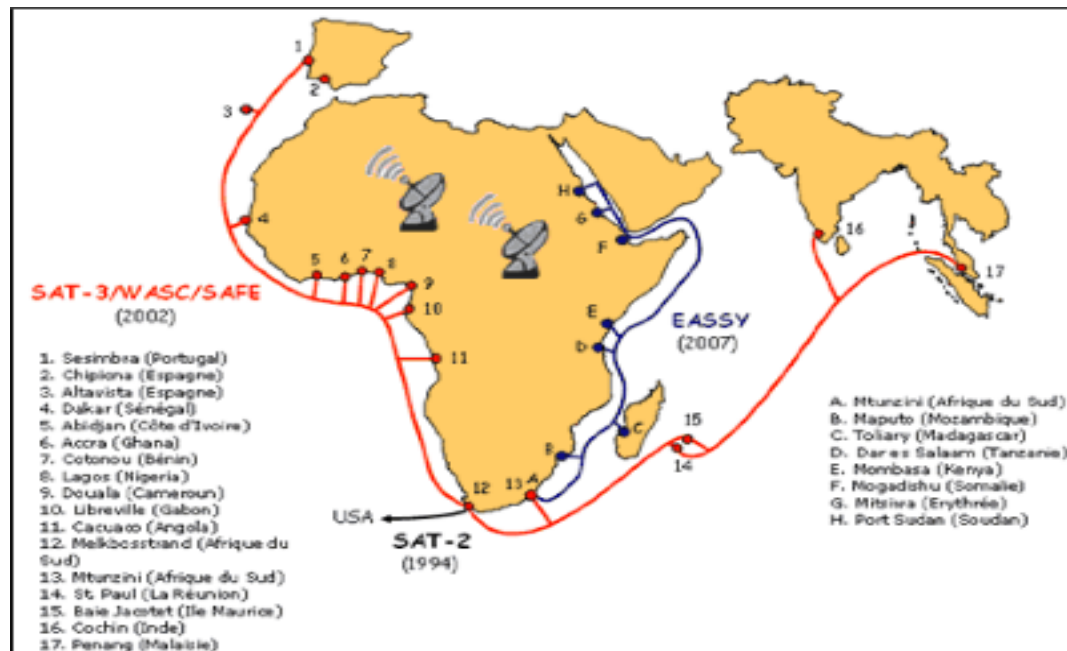 1
2
3
4
5
6
7
8
9
10
11
12
13
14
15
16
17
A
B
C
D
E
F
G
H
SAT-3/WASC/SAFE
(2002)
EASSY
(2007)
USA
SAT-2
(1994)
1. Sesimbra (Portugal)
2. Chipiona (Espagne)
3. Altavista (Espagne)
4. Dakar (Sénégal)
5. Abidjan (Côte d'Ivoire)
6. Accra (Ghana)
7. Cotonou (Bénin)
8. Lagos (Nigeria)
9. Douala (Cameroun)
10. Libreville (Gabon)
11. Cacuaco (Angola)
12. Melkbosstrand (Afrique du
Sud)
13. Mtunzini (Afrique du Sud)
14. St. Paul (La Réunion)
15. Baie Jacotet (Ile Maurice)
16. Cochin (Inde)
17. Penang (Malaisie)
A. Mtunzini (Afrique du Sud)
B. Maputo (Mozambique)
C. Toliary (Madagascar)
D. Dar es Salaam (Tanzanie)
E. Mombasa (Kenya)
F. Mogadishu (Somalie)
G. Mitsiwa (Erythrée)
H. Port Sudan (Soudan)